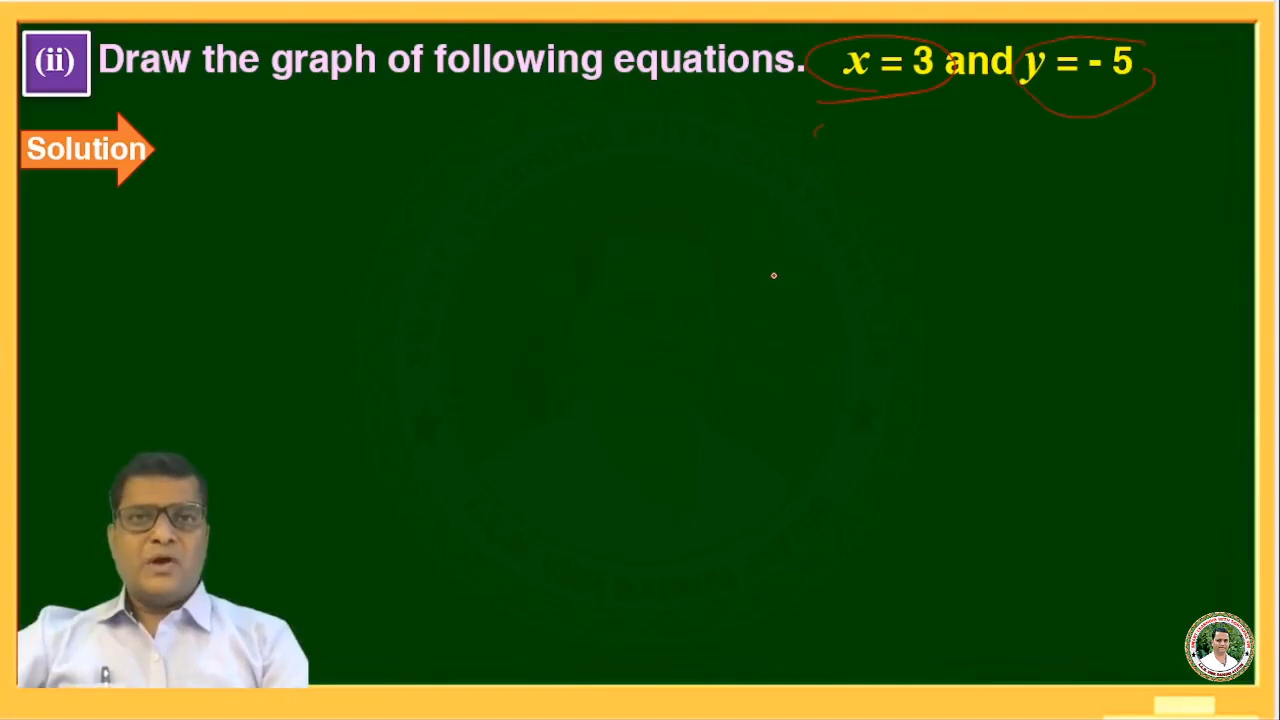 (ii) Draw the graph of following equations. x = 3 and y = - 5
Solution